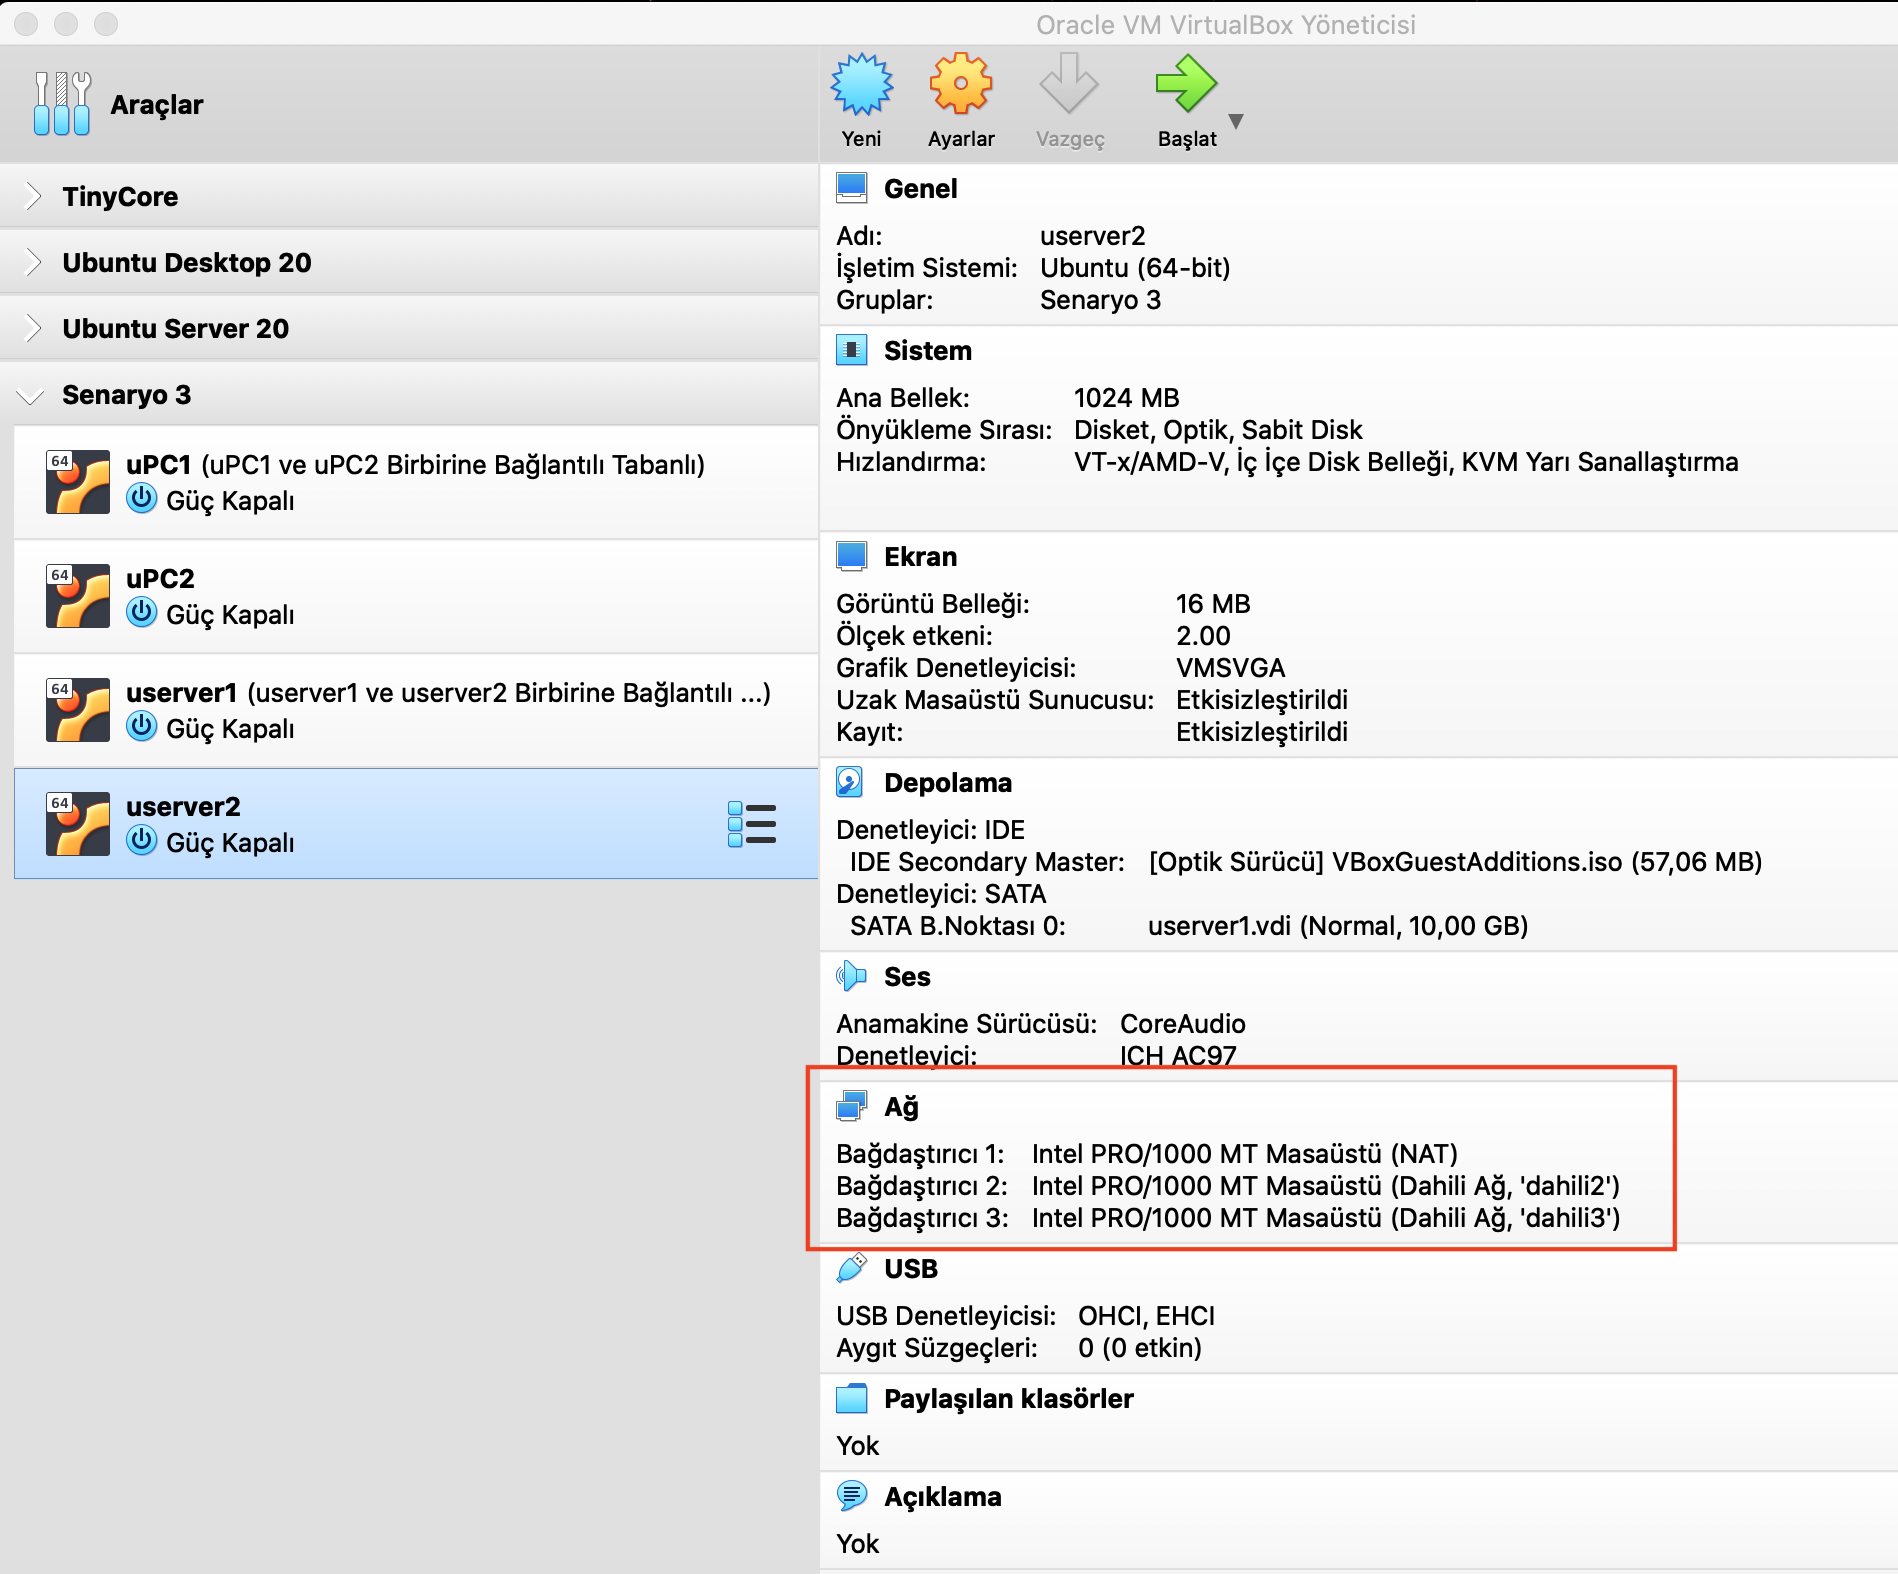 Oracle VM VirtualBox Yöneticisi
Araçlar
Yeni
Ayarlar
Vazgeç
Başlat
TinyCore
Ubuntu Desktop 20
Ubuntu Server 20
Senaryo 3
64
uPC1 (uPC1 ve uPC2 Birbirine Bağlantılı Tabanlı)
Güç Kapalı
64
uPC2
Güç Kapalı
64
userver1 (userver1 ve userver2 Birbirine Bağlantılı ...)
Güç Kapalı
64
userver2
Güç Kapalı
Genel
Adı: userver2
İşletim Sistemi: Ubuntu (64-bit)
Gruplar: Senaryo 3
Sistem
Ana Bellek: 1024 MB
Önyükleme Sırası: Disket, Optik, Sabit Disk
Hızlandırma: VT-x/AMD-V, İç İçe Disk Belleği, KVM Yarı Sanallaştırma
Ekran
Görüntü Belleği: 16 MB
Ölçek etkeni: 2.00
Grafik Denetleyicisi: VMSVGA
Uzak Masaüstü Sunucusu: Etkisizleştirildi
Kayıt: Etkisizleştirildi
Depolama
Denetleyici: IDE
IDE Secondary Master: [Optik Sürücü] VBoxGuestAdditions.iso (57,06 MB)
Denetleyici: SATA
SATA B.Noktası 0: userver1.vdi (Normal, 10,00 GB)
Ses
Anamakine Sürücüsü: CoreAudio
Denetleyici: ICH AC97
Ağ
Bağdaştırıcı 1: Intel PRO/1000 MT Masaüstü (NAT)
Bağdaştırıcı 2: Intel PRO/1000 MT Masaüstü (Dahili Ağ, 'dahili2')
Bağdaştırıcı 3: Intel PRO/1000 MT Masaüstü (Dahili Ağ, 'dahili3')
USB
USB Denetleyicisi: OHCI, EHCI
Aygıt Süzgeçleri: 0 (0 etkin)
Paylaşılan klasörler
Yok
Açıklama
Yok